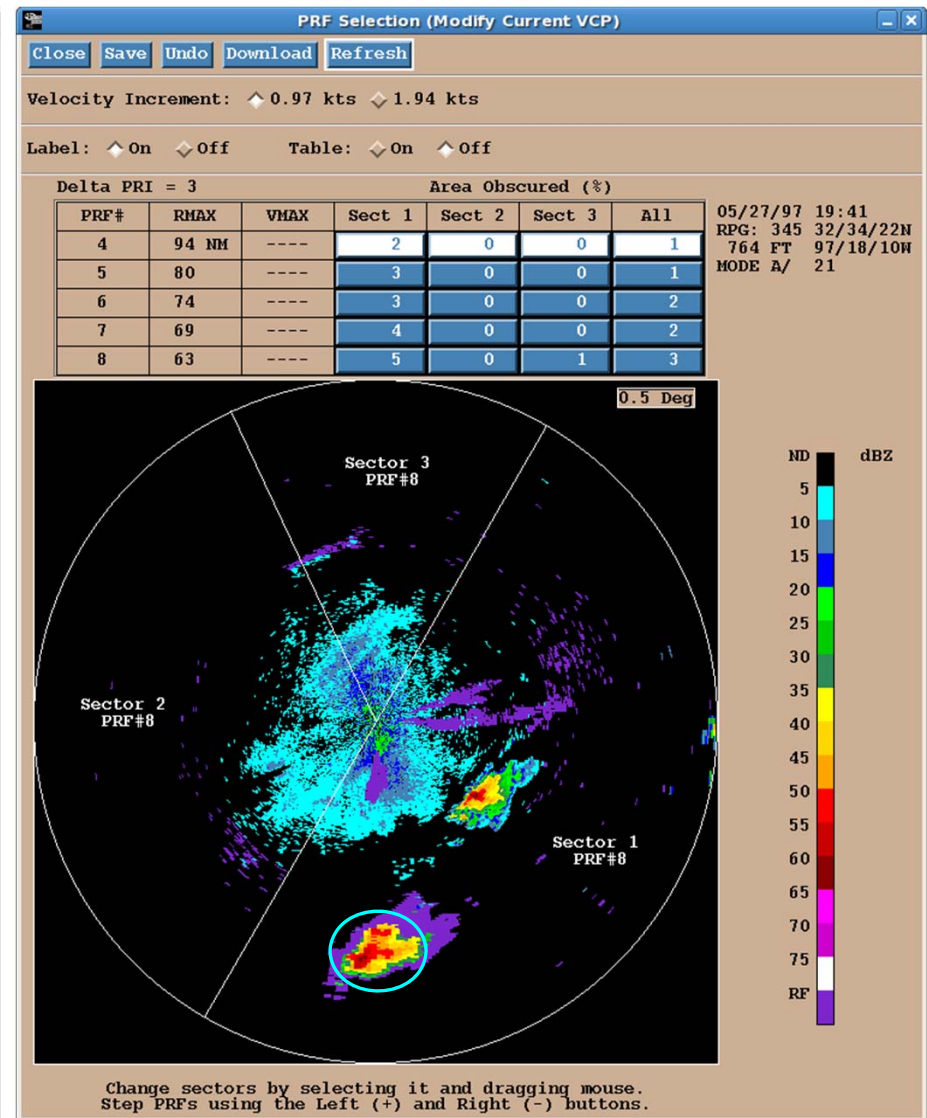 PRF Selection (Modify Current VCP)
Close Save Undo Download Refresh
Velocity Increment: 0.97 kts 1.94 kts
Label: On Off Table: On Off
Delta PRI = 3 Area Obscured (%)
PRF# RMAX VMAX Sect 1 Sect 2 Sect 3 All
4 94 NM ---- 2 0 0 1
5 80 ---- 3 0 0 1
6 74 ---- 3 0 0 2
7 69 ---- 4 0 0 2
8 63 ---- 5 0 1 3
05/27/97 19:41
RPG: 345 32/34/22N
764 FT 97/18/10W
MODE A/ 21
0.5 Deg
Sector 3
PRF#8
Sector 2
PRF#8
Sector 1
PRF#8
ND dBZ
5
10
15
20
25
30
35
40
45
50
55
60
65
70
75
RF
Change sectors by selecting it and dragging mouse.
Step PRFs using the Left (+) and Right (-) buttons.